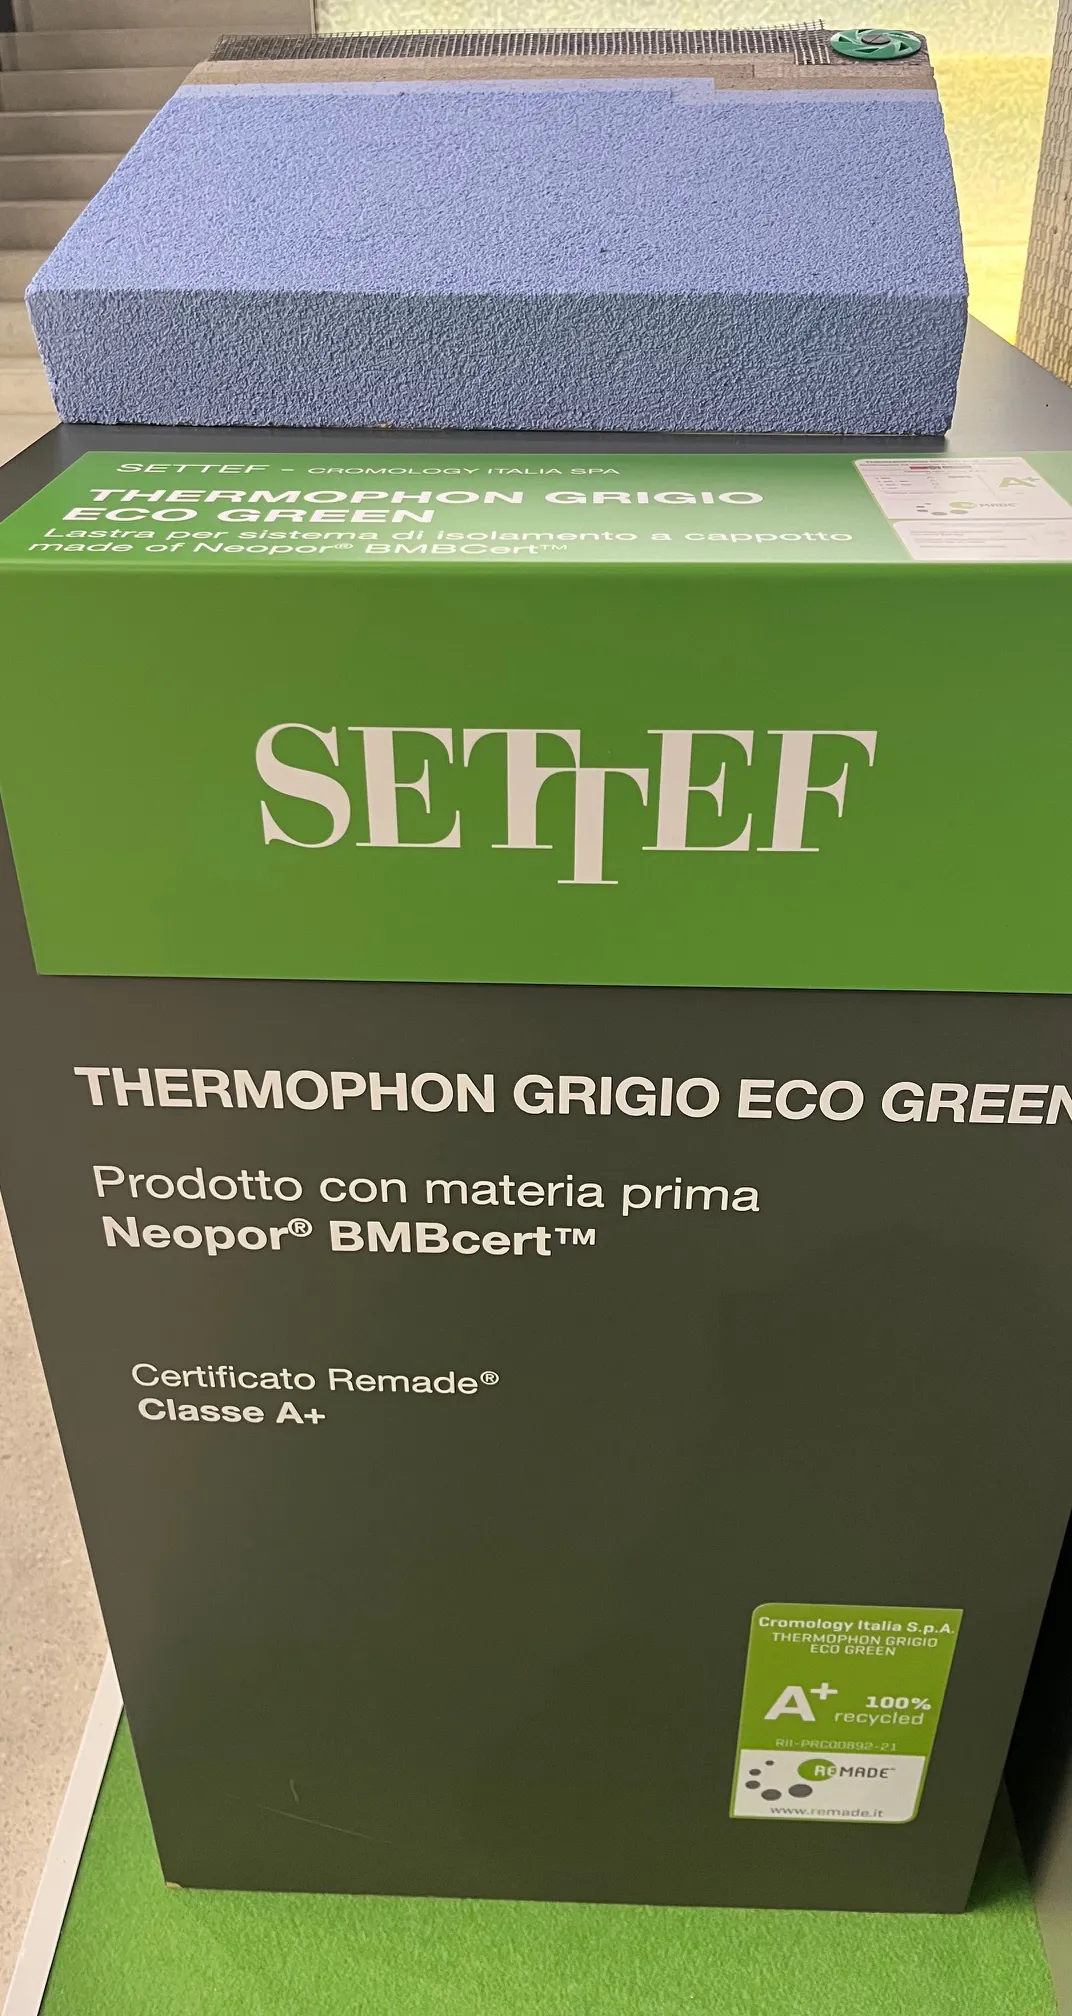 SETTEF - CROMOLOGY ITALIA SPA
THERMOPHON GRIGIO
ECO GREEN
Lastra per sistema di isolamento a cappotto
made of Neopor® BMBCert™
A+
REMADE
SETTEF
THERMOPHON GRIGIO ECO GREEN
Prodotto con materia prima
Neopor® BMBcert™
Certificato Remade®
Classe A+
Cromology Italia S.p.A.
THERMOPHON GRIGIO
ECO GREEN
A+ 100%
recycled
RII-PRC00892-21
REMADE
www.remade.it